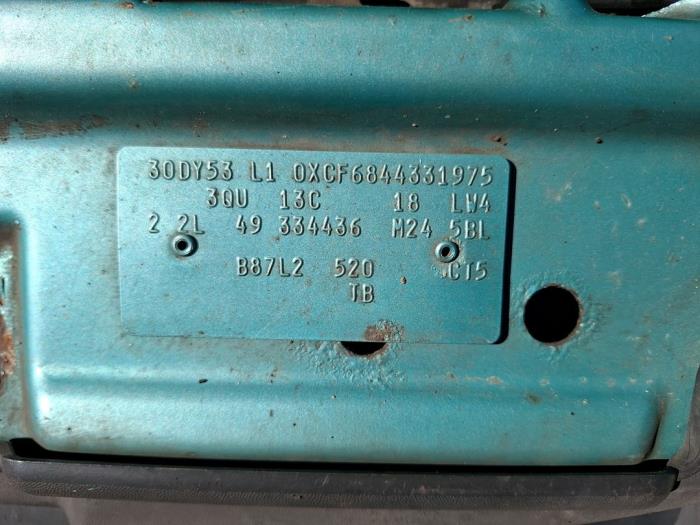 30DY53 L1 0XCF6844331975
3QU 13C 18 LW4
2 2L 49 334436 M24 5BL
B87L2 520 CT5
TB